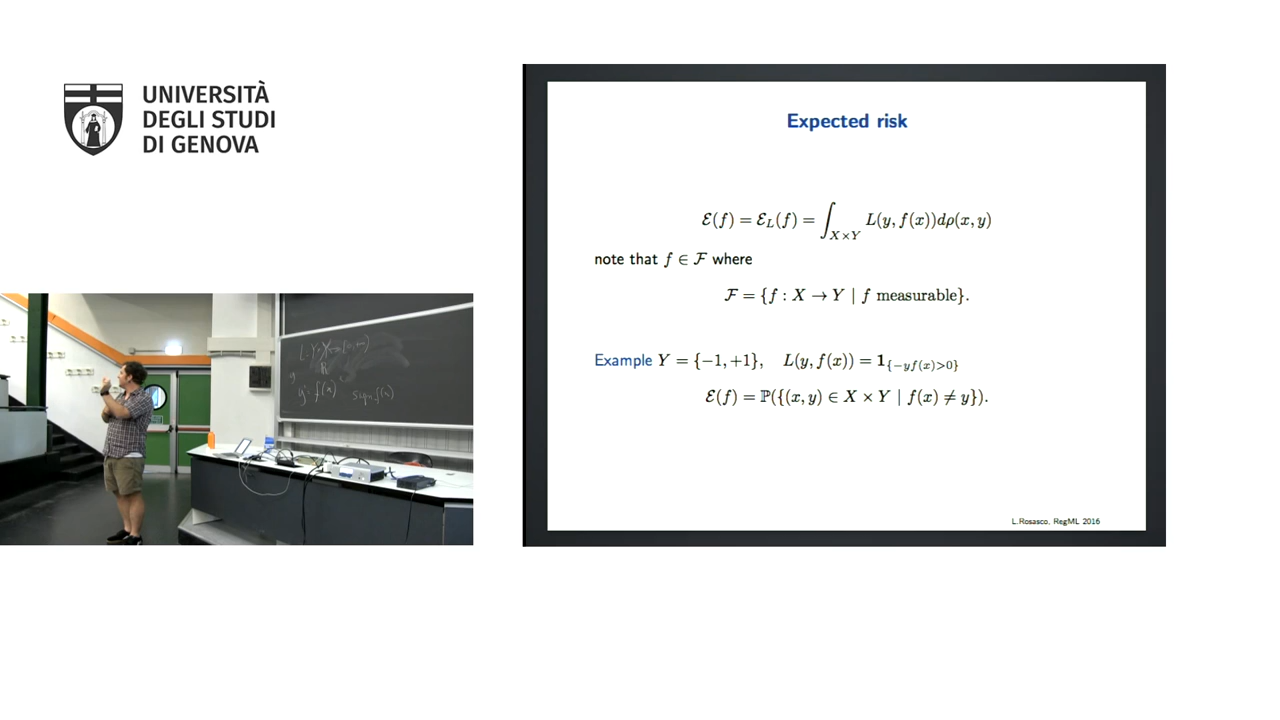 UNIVERSITÀ
DEGLI STUDI
DI GENOVA
Expected risk
ℰ(f) = ℰ_L(f) = ∫_{X×Y} L(y, f(x))dρ(x, y)
note that f ∈ ℱ where
ℱ = {f : X → Y | f measurable}.
Example Y = {−1, +1}, L(y, f(x)) = 𝟏_{{−yf(x)>0}}
ℰ(f) = ℙ({(x, y) ∈ X × Y | f(x) ≠ y}).
L.Rosasco, RegML 2016
f(x) sign f(x)